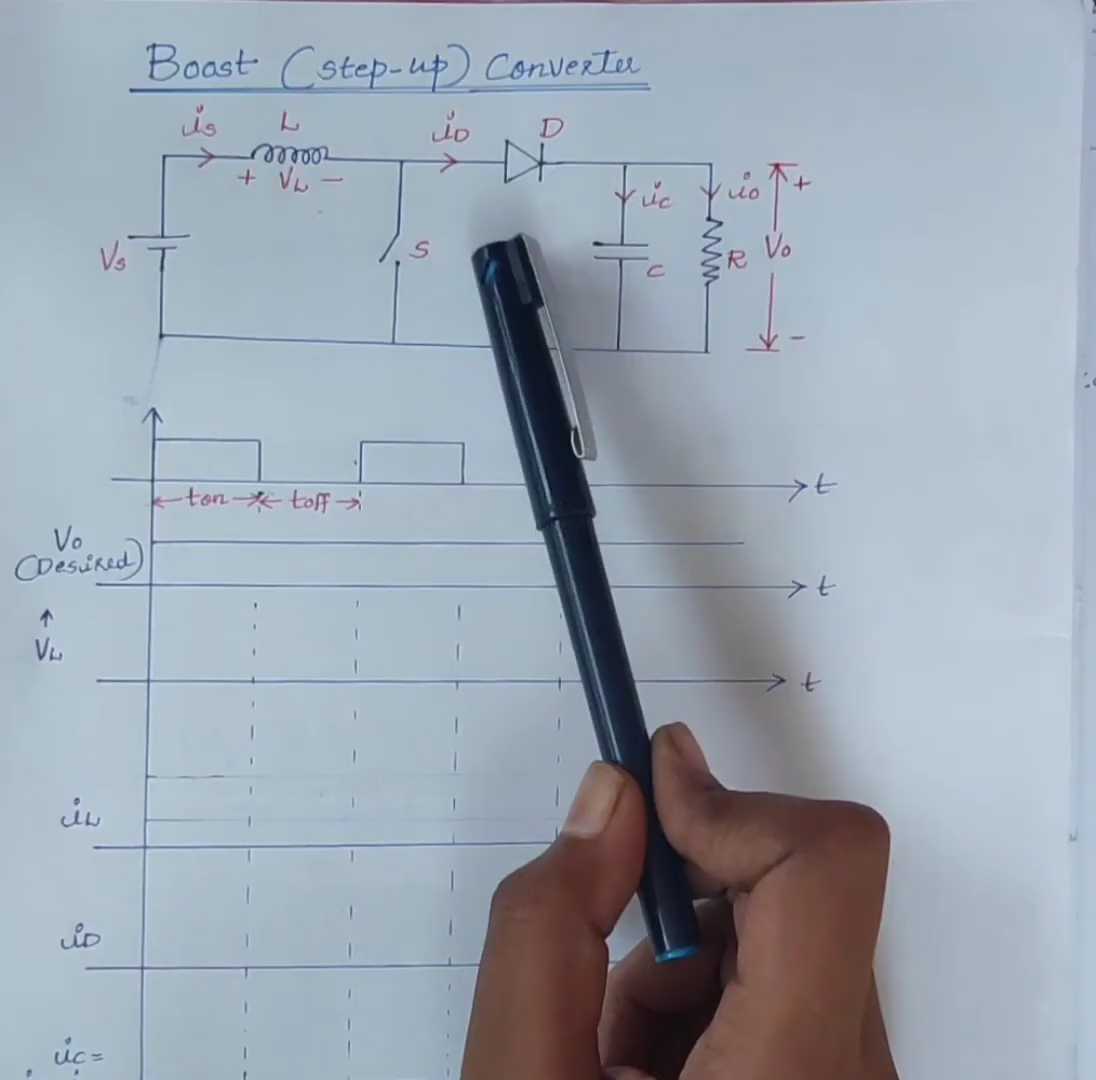 Boost (step-up) Converter
is L iD D
+ VL -
ic io +
Vs S C R Vo
-
ton toff t
Vo
(Desired)
t
VL
t
iL
iD
ic=